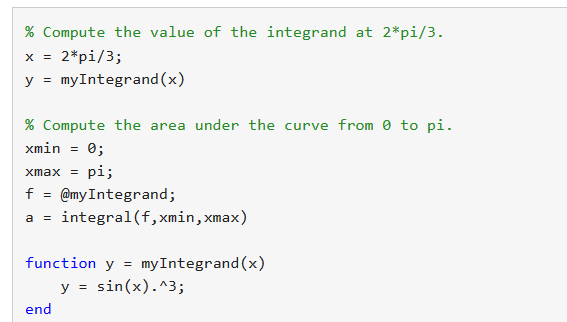 % Compute the value of the integrand at 2*pi/3.
x = 2*pi/3;
y = myIntegrand(x)
% Compute the area under the curve from 0 to pi.
xmin = 0;
xmax = pi;
f = @myIntegrand;
a = integral(f,xmin,xmax)
function y = myIntegrand(x)
    y = sin(x).^3;
end